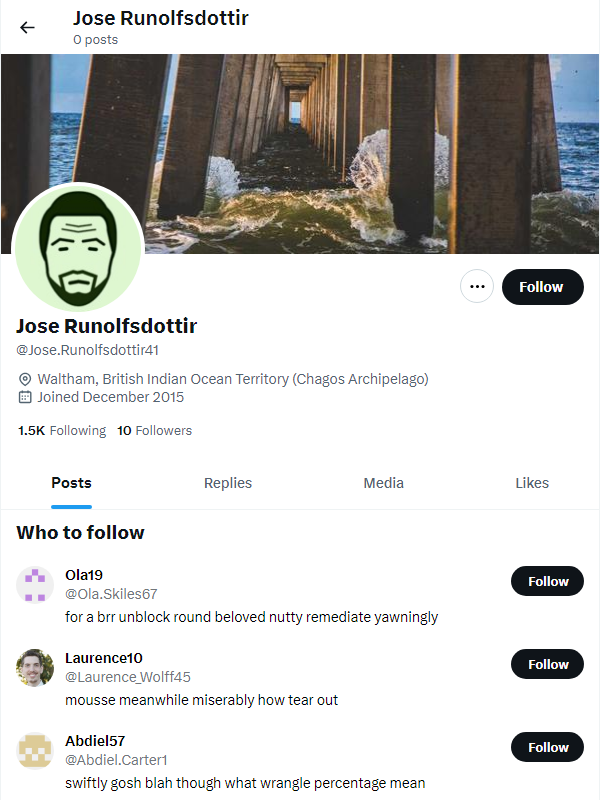 Jose Runolfsdottir
0 posts
Follow
Jose Runolfsdottir
@Jose.Runolfsdottir41
Waltham, British Indian Ocean Territory (Chagos Archipelago)
Joined December 2015
1.5K Following 10 Followers
Posts Replies Media Likes
Who to follow
Ola19
@Ola.Skiles67
Follow
for a brr unblock round beloved nutty remediate yawningly
Laurence10
@Laurence_Wolff45
Follow
mousse meanwhile miserably how tear out
Abdiel57
@Abdiel.Carter1
Follow
swiftly gosh blah though what wrangle percentage mean